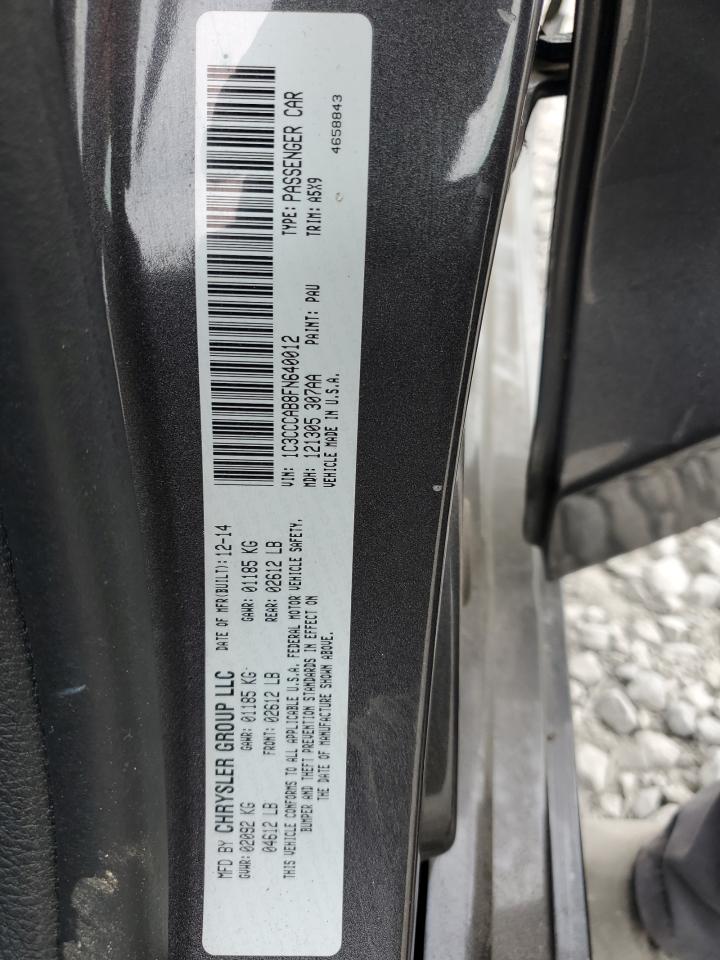 MFD BY CHRYSLER GROUP LLC DATE OF MFR(BUILT): 12-14
GVWR: 02092 KG GAWR: 01185 KG GAWR: 01185 KG
04612 LB FRONT: 02612 LB REAR: 02612 LB
THIS VEHICLE CONFORMS TO ALL APPLICABLE U.S.A. FEDERAL MOTOR VEHICLE SAFETY,
BUMPER AND THEFT PREVENTION STANDARDS IN EFFECT ON
THE DATE OF MANUFACTURE SHOWN ABOVE.
VIN: 1C3CCCAB8FN640012 TYPE: PASSENGER CAR
MDH: 121305 307AA PAINT: PAU TRIM: A5X9
VEHICLE MADE IN U.S.A. 4658843